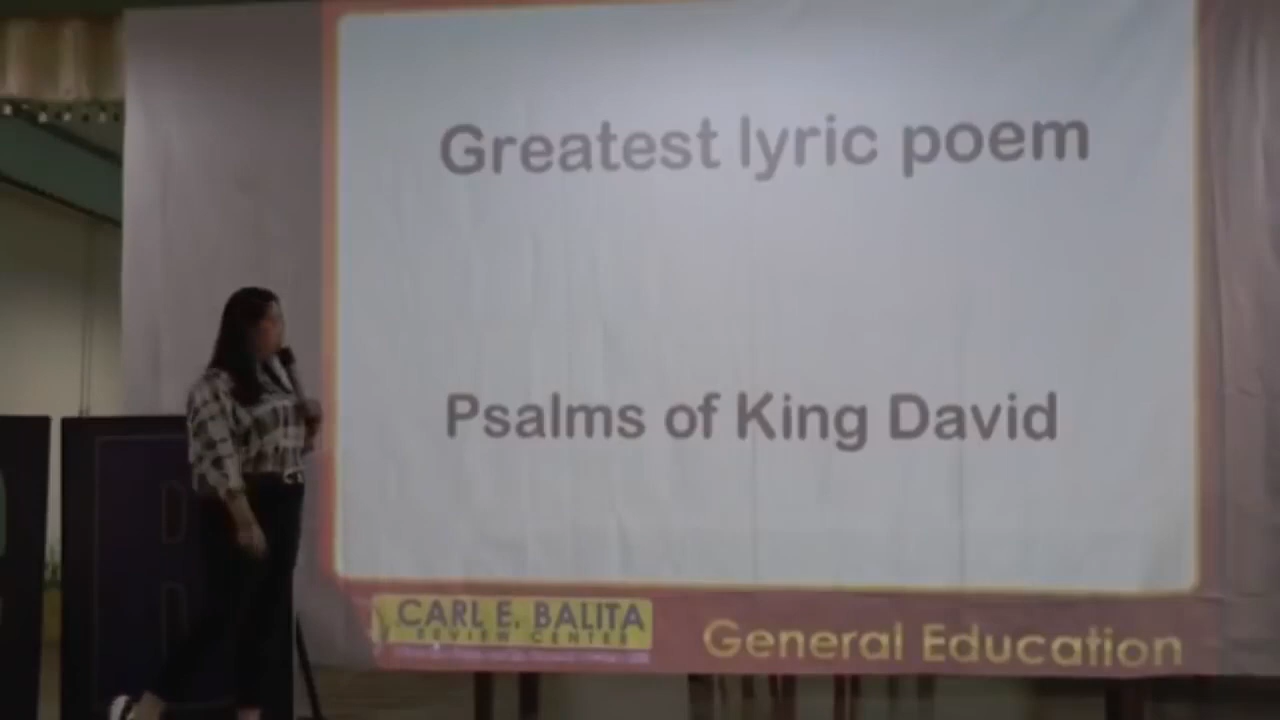 Greatest lyric poem
Psalms of King David
CARL E. BALITA
REVIEW CENTER
General Education